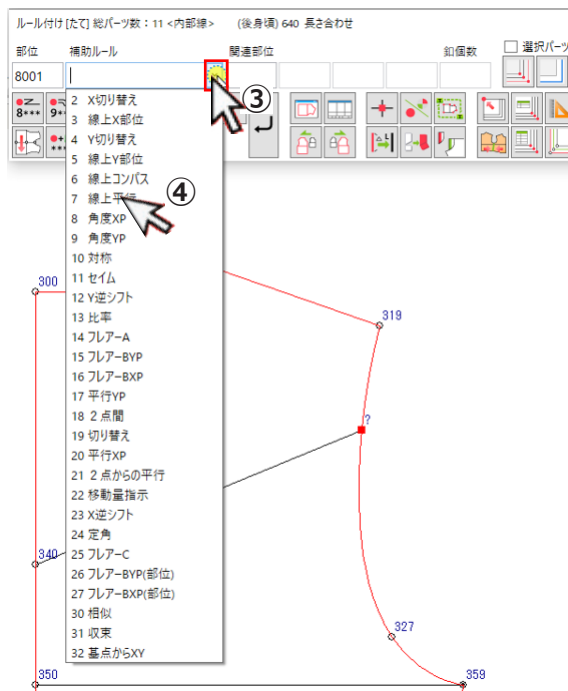 ルール付け [たて] 総パーツ数：11 <内部線>　(後身頃) 640 長さ合わせ
部位 補助ルール 関連部位 釦個数 選択パーツ
8001
8*** 9*
③
2 X切り替え
3 線上X部位
4 Y切り替え
5 線上Y部位
6 線上コンパス
7 線上平行
④
8 角度XP
9 角度YP
10 対称
11 セイム
12 Y逆シフト
13 比率
14 フレアーA
15 フレアーBYP
16 フレアーBXP
17 平行YP
18 ２点間
19 切り替え
20 平行XP
21 ２点からの平行
22 移動量指示
23 X逆シフト
24 定角
25 フレアーC
26 フレアーBYP(部位)
27 フレアーBXP(部位)
30 相似
31 収束
32 基点からXY
300
319
?
340
327
350
359